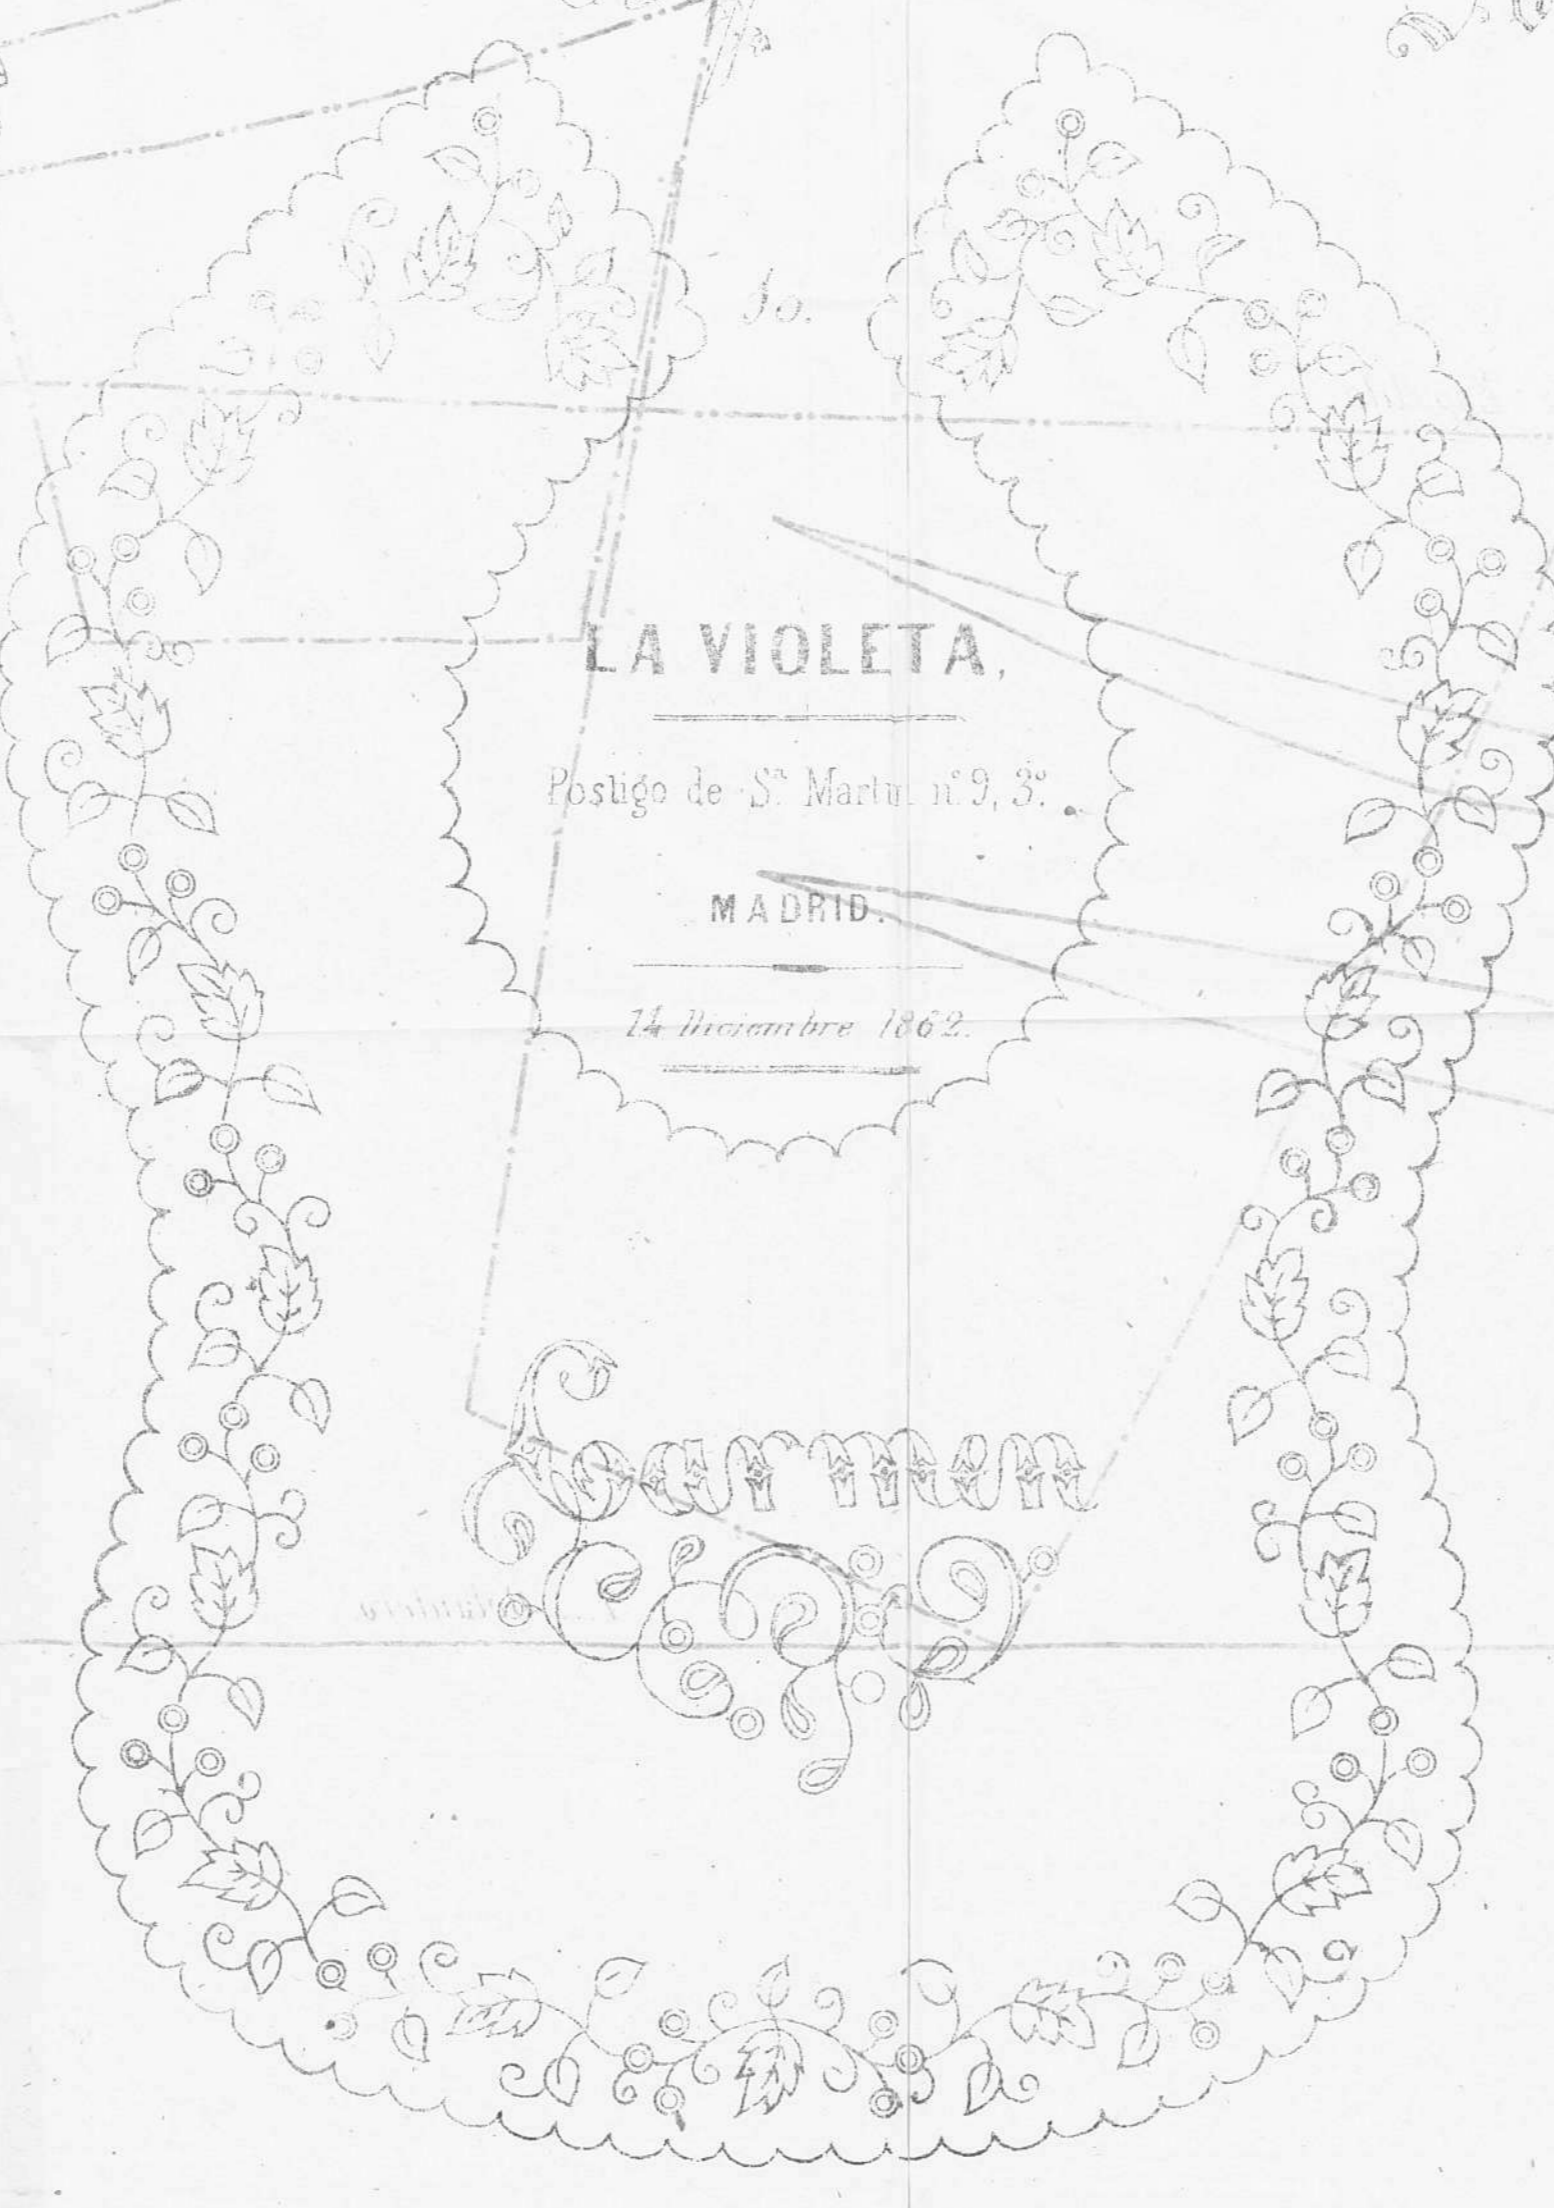 LA VIOLETA,
Postigo de Sn. Martin nº 9, 3º.
MADRID.
14 Diciembre 1862.
Carmen